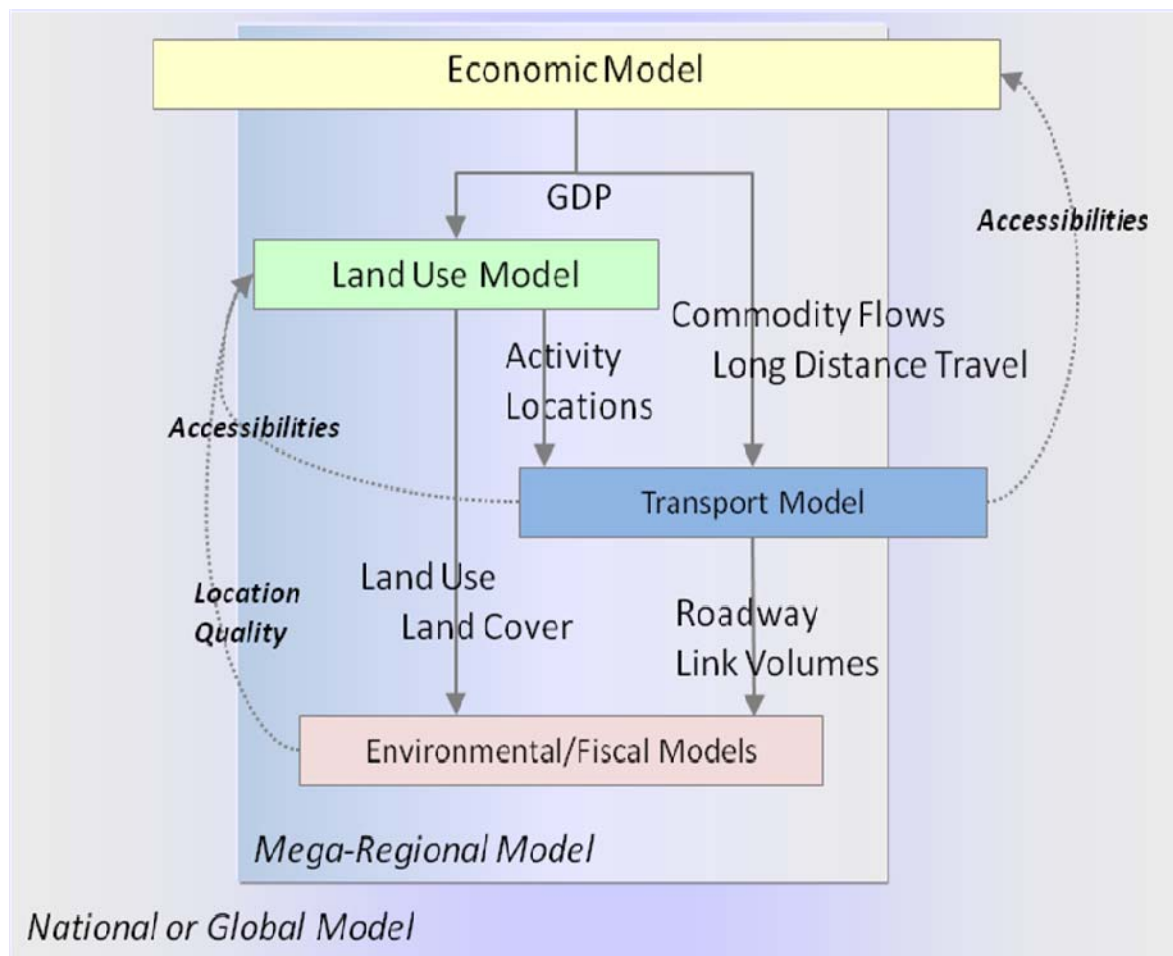 Economic Model
GDP
Accessibilities
Land Use Model
Commodity Flows
Long Distance Travel
Activity
Locations
Accessibilities
Transport Model
Land Use
Land Cover
Location
Quality
Roadway
Link Volumes
Environmental/Fiscal Models
Mega-Regional Model
National or Global Model